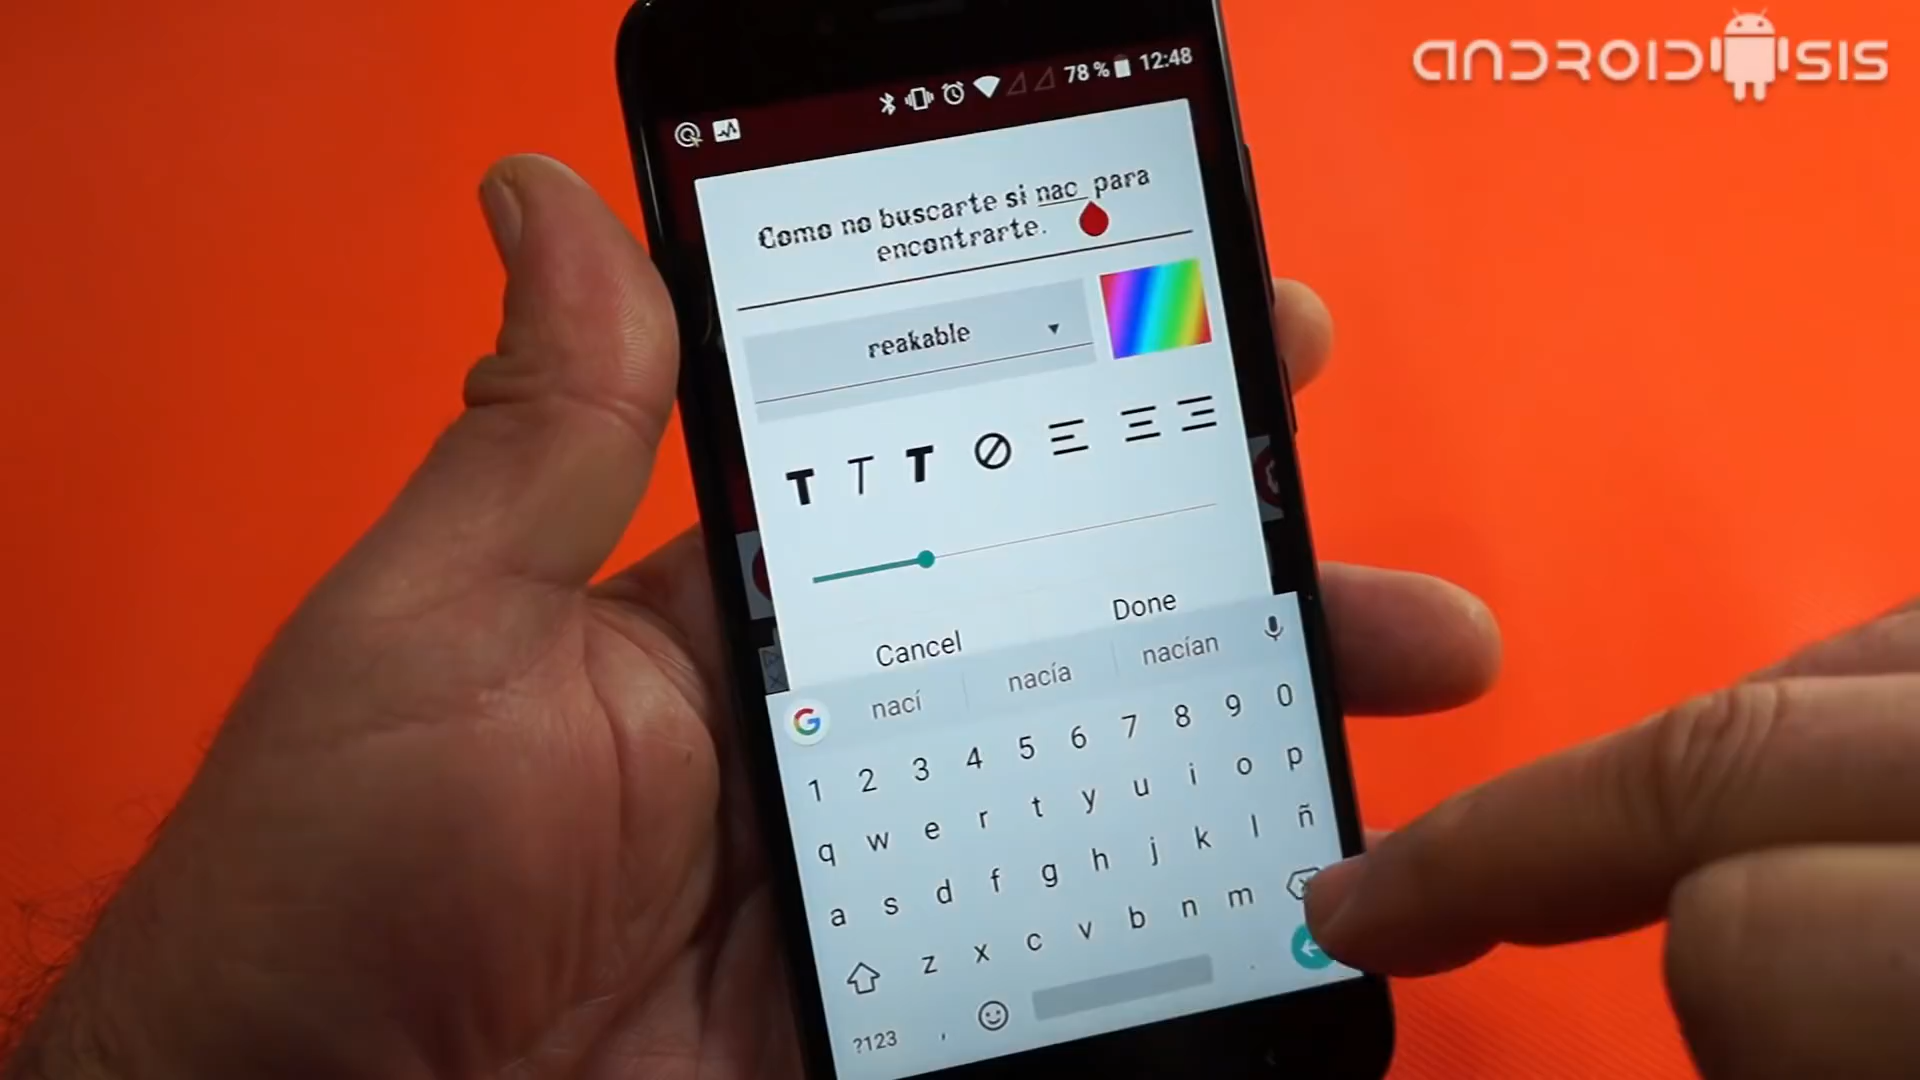 ANDROIDSIS
78 % 12:48
Como no buscarte si nac para
encontrarte.
reakable
T T T
Cancel Done
nací nacía nacían
1 2 3 4 5 6 7 8 9 0
q w e r t y u i o p
a s d f g h j k l ñ
z x c v b n m
?123 , .